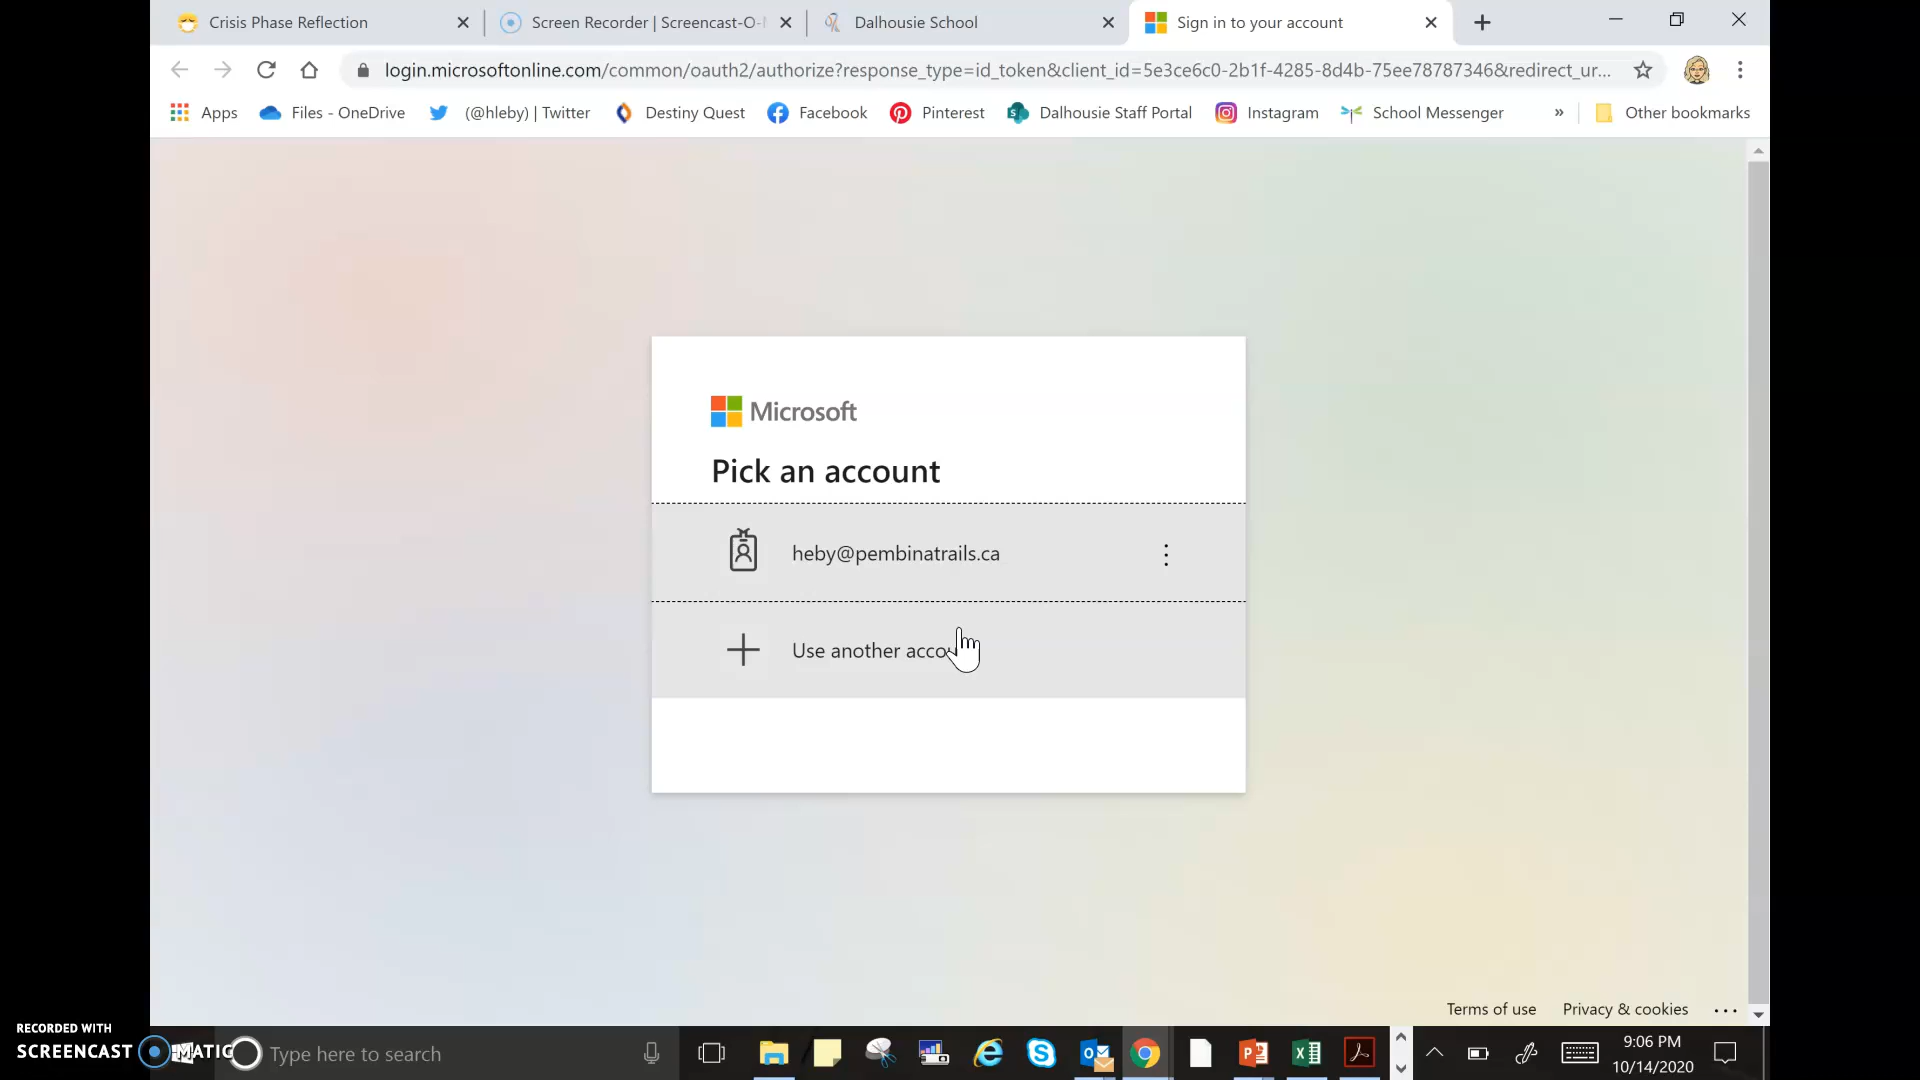 Crisis Phase Reflection
Screen Recorder | Screencast-O-
Dalhousie School
Sign in to your account
login.microsoftonline.com/common/oauth2/authorize?response_type=id_token&client_id=5e3ce6c0-2b1f-4285-8d4b-75ee78787346&redirect_ur...
Apps
Files - OneDrive
(@hleby) | Twitter
Destiny Quest
Facebook
Pinterest
Dalhousie Staff Portal
Instagram
School Messenger
»
Other bookmarks
Microsoft
Pick an account
heby@pembinatrails.ca
Use another acco
Terms of use
Privacy & cookies
...
RECORDED WITH
SCREENCAST MATIC
Type here to search
9:06 PM
10/14/2020